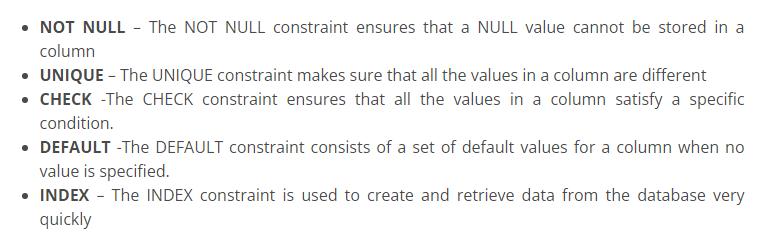 • NOT NULL – The NOT NULL constraint ensures that a NULL value cannot be stored in a
column
• UNIQUE – The UNIQUE constraint makes sure that all the values in a column are different
• CHECK -The CHECK constraint ensures that all the values in a column satisfy a specific
condition.
• DEFAULT -The DEFAULT constraint consists of a set of default values for a column when no
value is specified.
• INDEX – The INDEX constraint is used to create and retrieve data from the database very
quickly